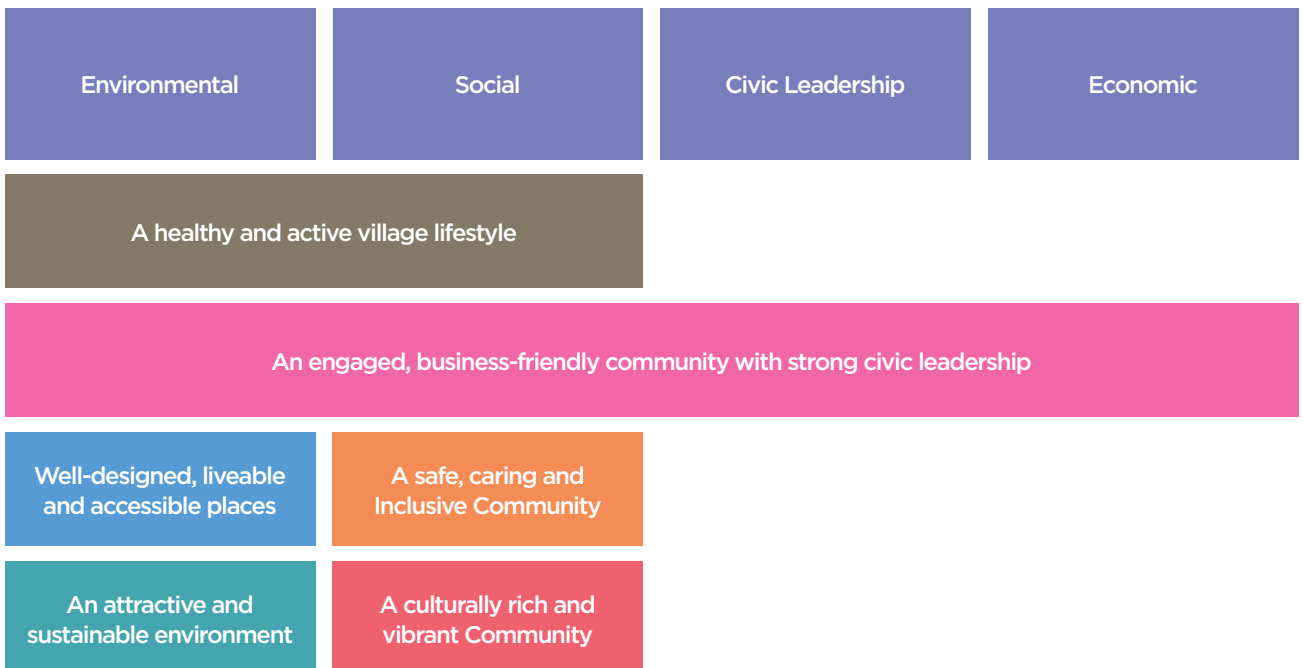 Environmental
Social
Civic Leadership
Economic
A healthy and active village lifestyle
An engaged, business-friendly community with strong civic leadership
Well-designed, liveable
and accessible places
A safe, caring and
Inclusive Community
An attractive and
sustainable environment
A culturally rich and
vibrant Community